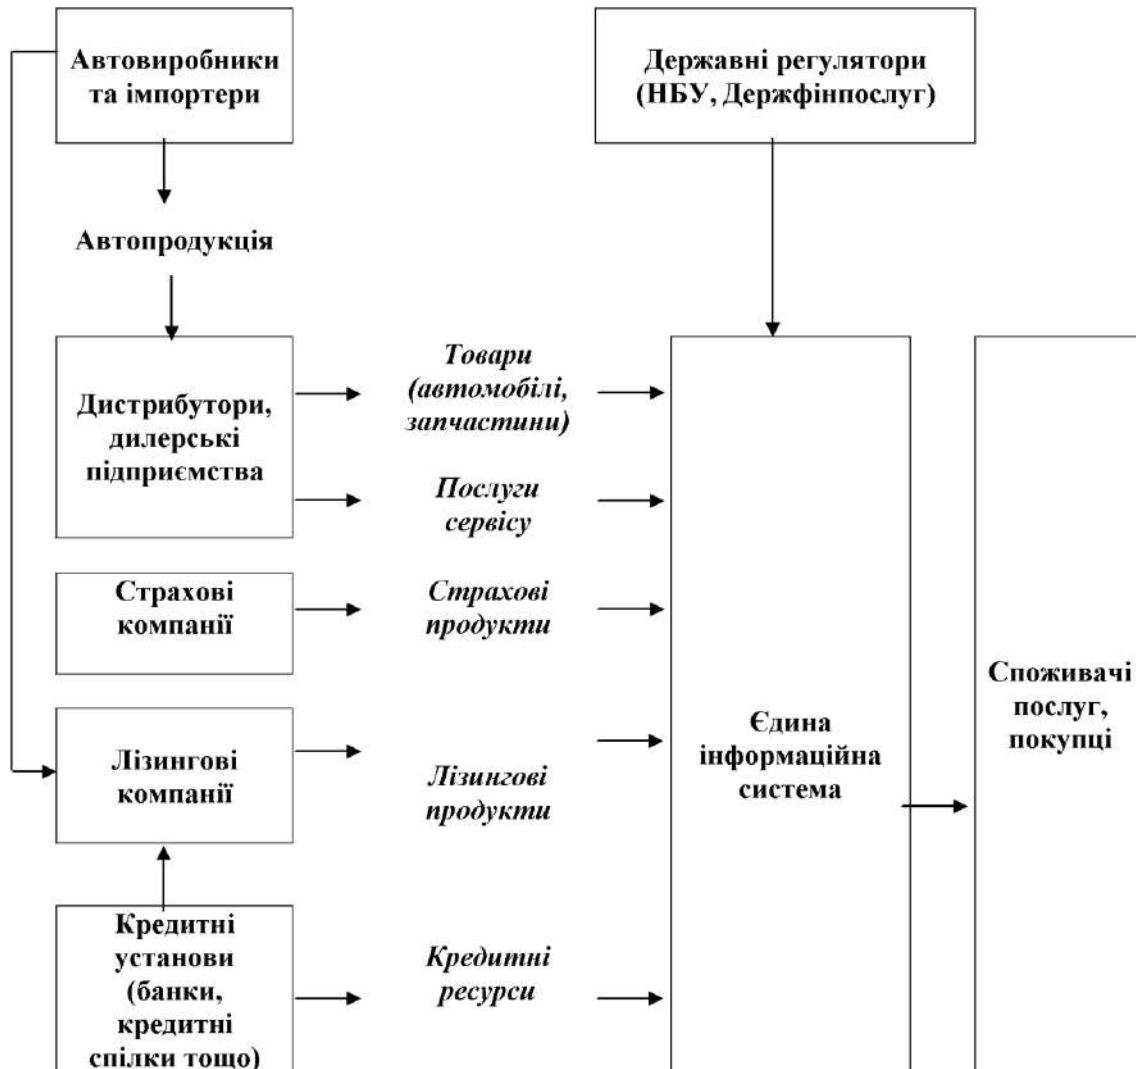 Автовиробники
та імпортери
Державні регулятори
(НБУ, Держфінпослуг)
Автопродукція
Дистрибутори,
дилерські
підприємства
Товари
(автомобілі,
запчастини)
Послуги
сервісу
Страхові
компанії
Страхові
продукти
Лізингові
компанії
Лізингові
продукти
Кредитні
установи
(банки,
кредитні
спілки тощо)
Кредитні
ресурси
Єдина
інформаційна
система
Споживачі
послуг,
покупці